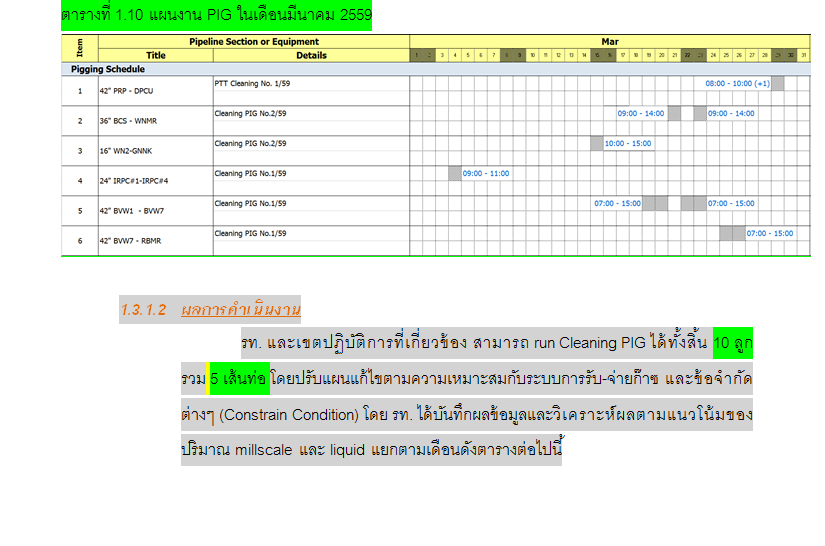 ตารางที่ 1.10 แผนงาน PIG ในเดือนมีนาคม 2559
Item Pipeline Section or Equipment Mar
Title Details 1 2 3 4 5 6 7 8 9 10 11 12 13 14 15 16 17 18 19 20 21 22 23 24 25 26 27 28 29 30 31
Pigging Schedule
1 42" PRP - DPCU PTT Cleaning No. 1/59 08:00 - 10:00 (+1)
2 36" BCS - WNMR Cleaning PIG No.2/59 09:00 - 14:00 09:00 - 14:00
3 16" WN2-GNNK Cleaning PIG No.2/59 10:00 - 15:00
4 24" IRPC#1-IRPC#4 Cleaning PIG No.1/59 09:00 - 11:00
5 42" BVW1 - BVW7 Cleaning PIG No.1/59 07:00 - 15:00 07:00 - 15:00
6 42" BVW7 - RBMR Cleaning PIG No.1/59 07:00 - 15:00
1.3.1.2 ผลการดำเนินงาน
รท. และเขตปฏิบัติการที่เกี่ยวข้อง สามารถ run Cleaning PIG ได้ทั้งสิ้น 10 ลูก
รวม 5 เส้นท่อ โดยปรับแผนแก้ไขตามความเหมาะสมกับระบบการรับ-จ่ายก๊าซ และข้อจำกัด
ต่างๆ (Constrain Condition) โดย รท. ได้บันทึกผลข้อมูลและวิเคราะห์ผลตามแนวโน้มของ
ปริมาณ millscale และ liquid แยกตามเดือนดังตารางต่อไปนี้